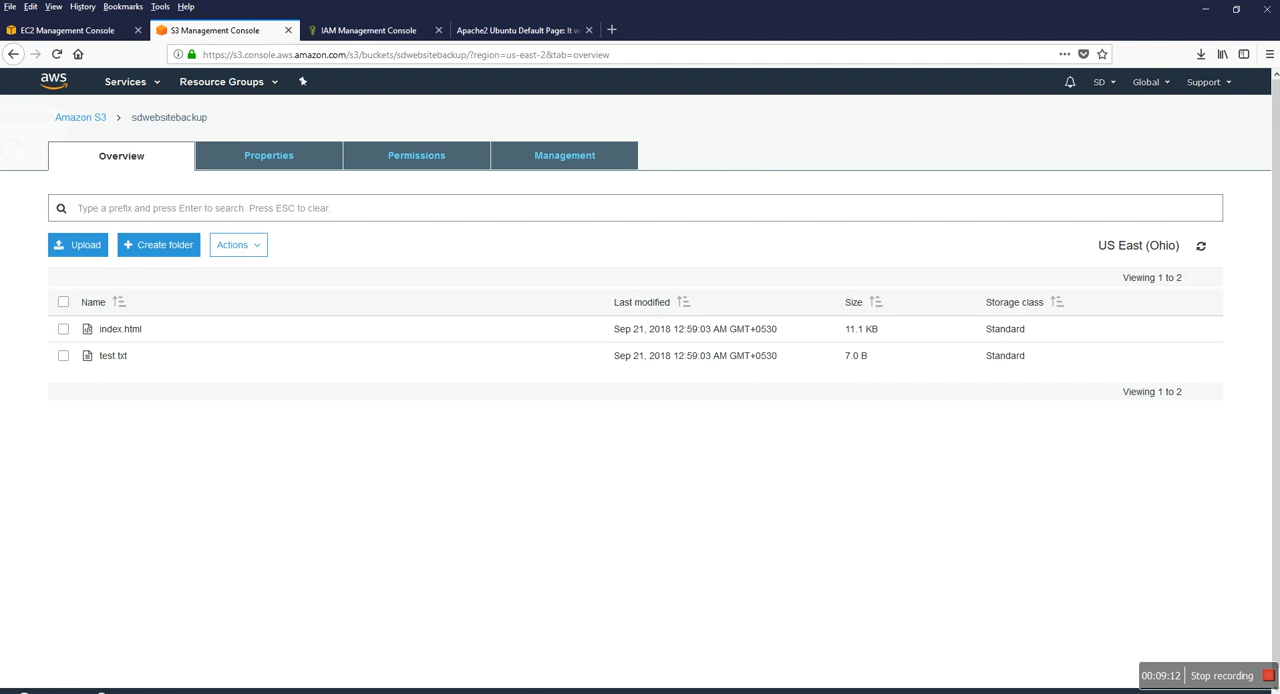 File Edit View History Bookmarks Tools Help
EC2 Management Console S3 Management Console IAM Management Console Apache2 Ubuntu Default Page: It w
https://s3.console.aws.amazon.com/s3/buckets/sdwebsitebackup/?region=us-east-2&tab=overview
aws Services Resource Groups SD Global Support
Amazon S3 > sdwebsitebackup
Overview Properties Permissions Management
Type a prefix and press Enter to search. Press ESC to clear.
Upload + Create folder Actions US East (Ohio)
Viewing 1 to 2
Name Last modified Size Storage class
index.html Sep 21, 2018 12:59:03 AM GMT+0530 11.1 KB Standard
test.txt Sep 21, 2018 12:59:03 AM GMT+0530 7.0 B Standard
Viewing 1 to 2
00:09:12 Stop recording